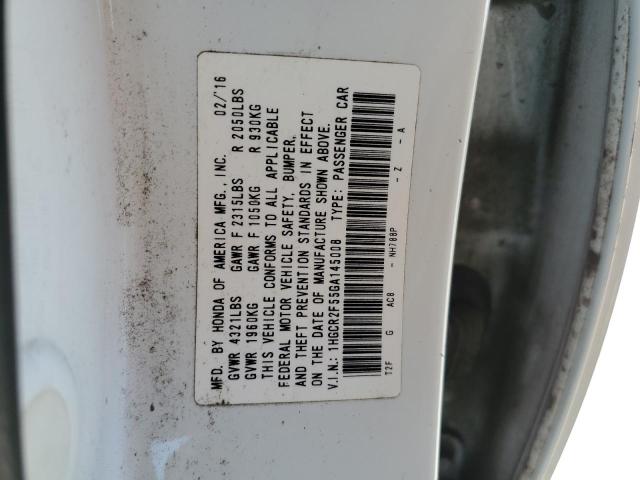 MFD. BY HONDA OF AMERICA MFG., INC. 02/'16
GVWR 4321LBS GAWR F 2315LBS R 2050LBS
GVWR 1960KG GAWR F 1050KG R 930KG
THIS VEHICLE CONFORMS TO ALL APPLICABLE
FEDERAL MOTOR VEHICLE SAFETY, BUMPER,
AND THEFT PREVENTION STANDARDS IN EFFECT
ON THE DATE OF MANUFACTURE SHOWN ABOVE.
V.I.N.: 1HGCR2F55GA145008 TYPE: PASSENGER CAR
T2F G AC8 - NH788P - Z - A